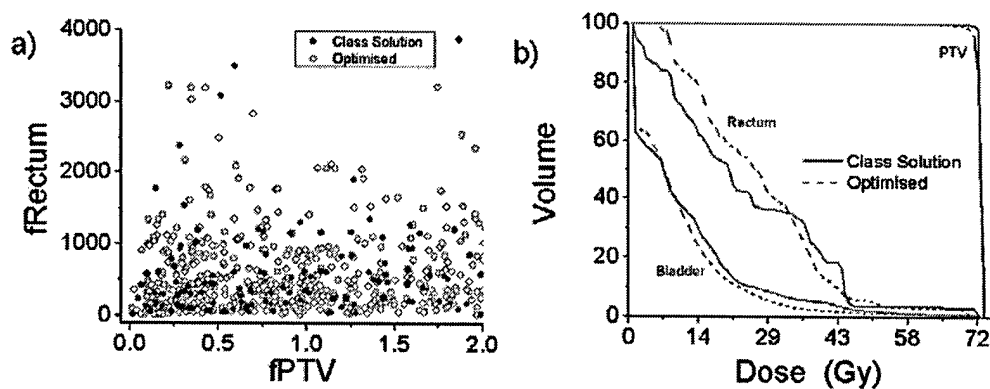 a)
4000
3000
2000
1000
0
fRectum
0.0
0.5
1.0
1.5
2.0
fPTV
Class Solution
Optimised
b)
100
80
60
40
20
0
Volume
0
14
29
43
58
72
Dose (Gy)
PTV
Rectum
Bladder
Class Solution
Optimised